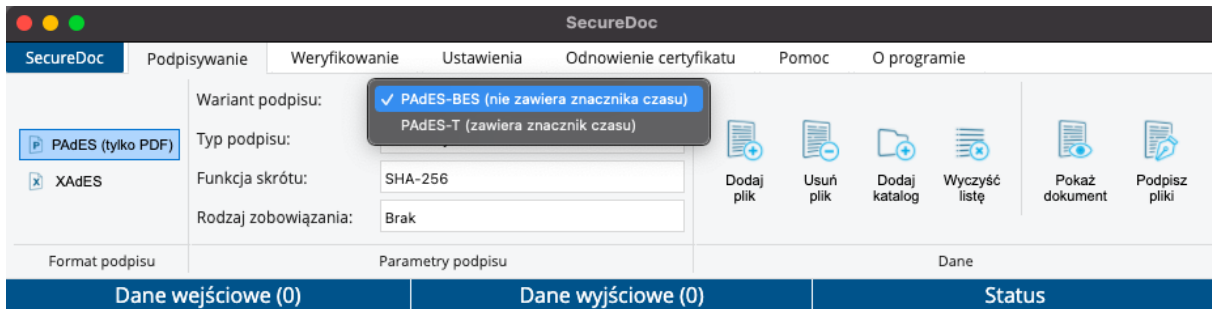 SecureDoc
SecureDoc Podpisywanie Weryfikowanie Ustawienia Odnowienie certyfikatu Pomoc O programie
PAdES (tylko PDF)
XAdES
Format podpisu
Wariant podpisu:
✓ PAdES-BES (nie zawiera znacznika czasu)
PAdES-T (zawiera znacznik czasu)
Typ podpisu:
Funkcja skrótu: SHA-256
Rodzaj zobowiązania: Brak
Parametry podpisu
Dodaj plik
Usuń plik
Dodaj katalog
Wyczyść listę
Pokaż dokument
Podpisz pliki
Dane
Dane wejściowe (0) Dane wyjściowe (0) Status